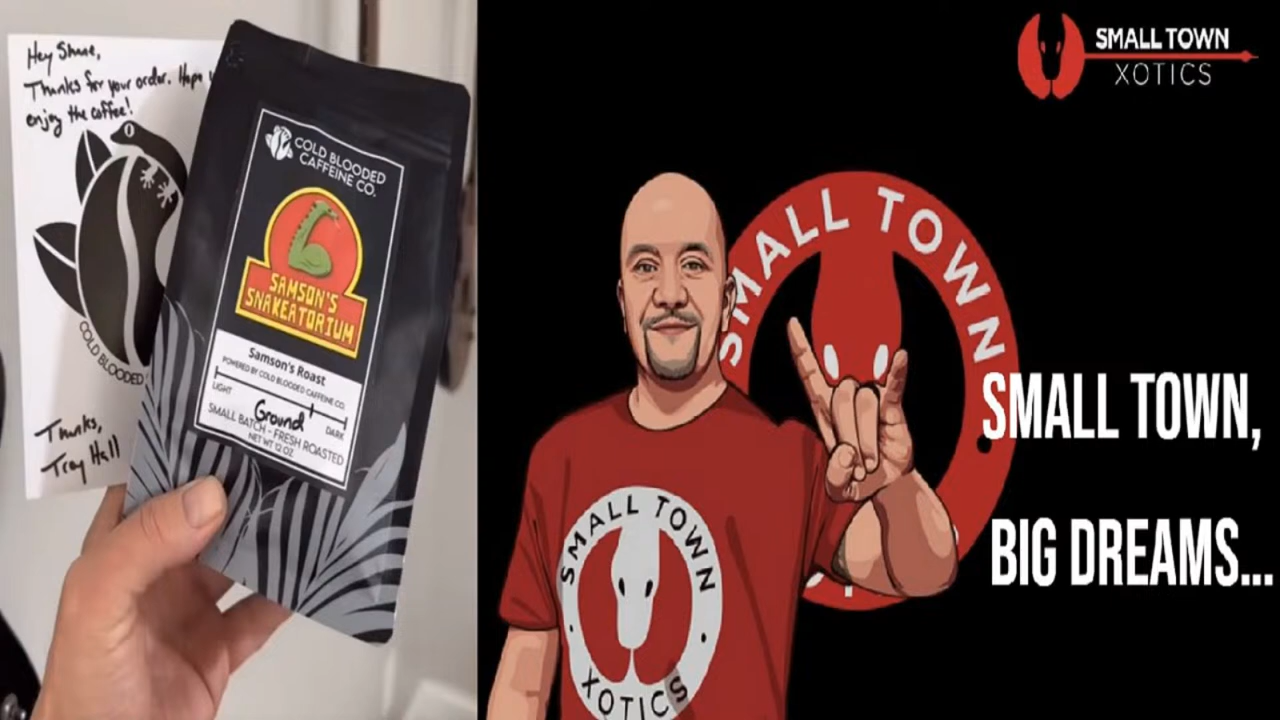 Hey Shane,
Thanks for your order. Hope
enjoy the coffee!
COLD BLOODED
Thanks,
Troy Hall
COLD BLOODED
CAFFEINE CO.
SAMSON'S
SNAKEATORIUM
Samson's Roast
POWERED BY COLD BLOODED CAFFEINE CO.
LIGHT
DARK
Ground
SMALL BATCH - FRESH ROASTED
NET WT 12 OZ
SMALL TOWN
XOTICS
SMALL TOWN
SMALL TOWN
XOTICS
SMALL TOWN,
BIG DREAMS...